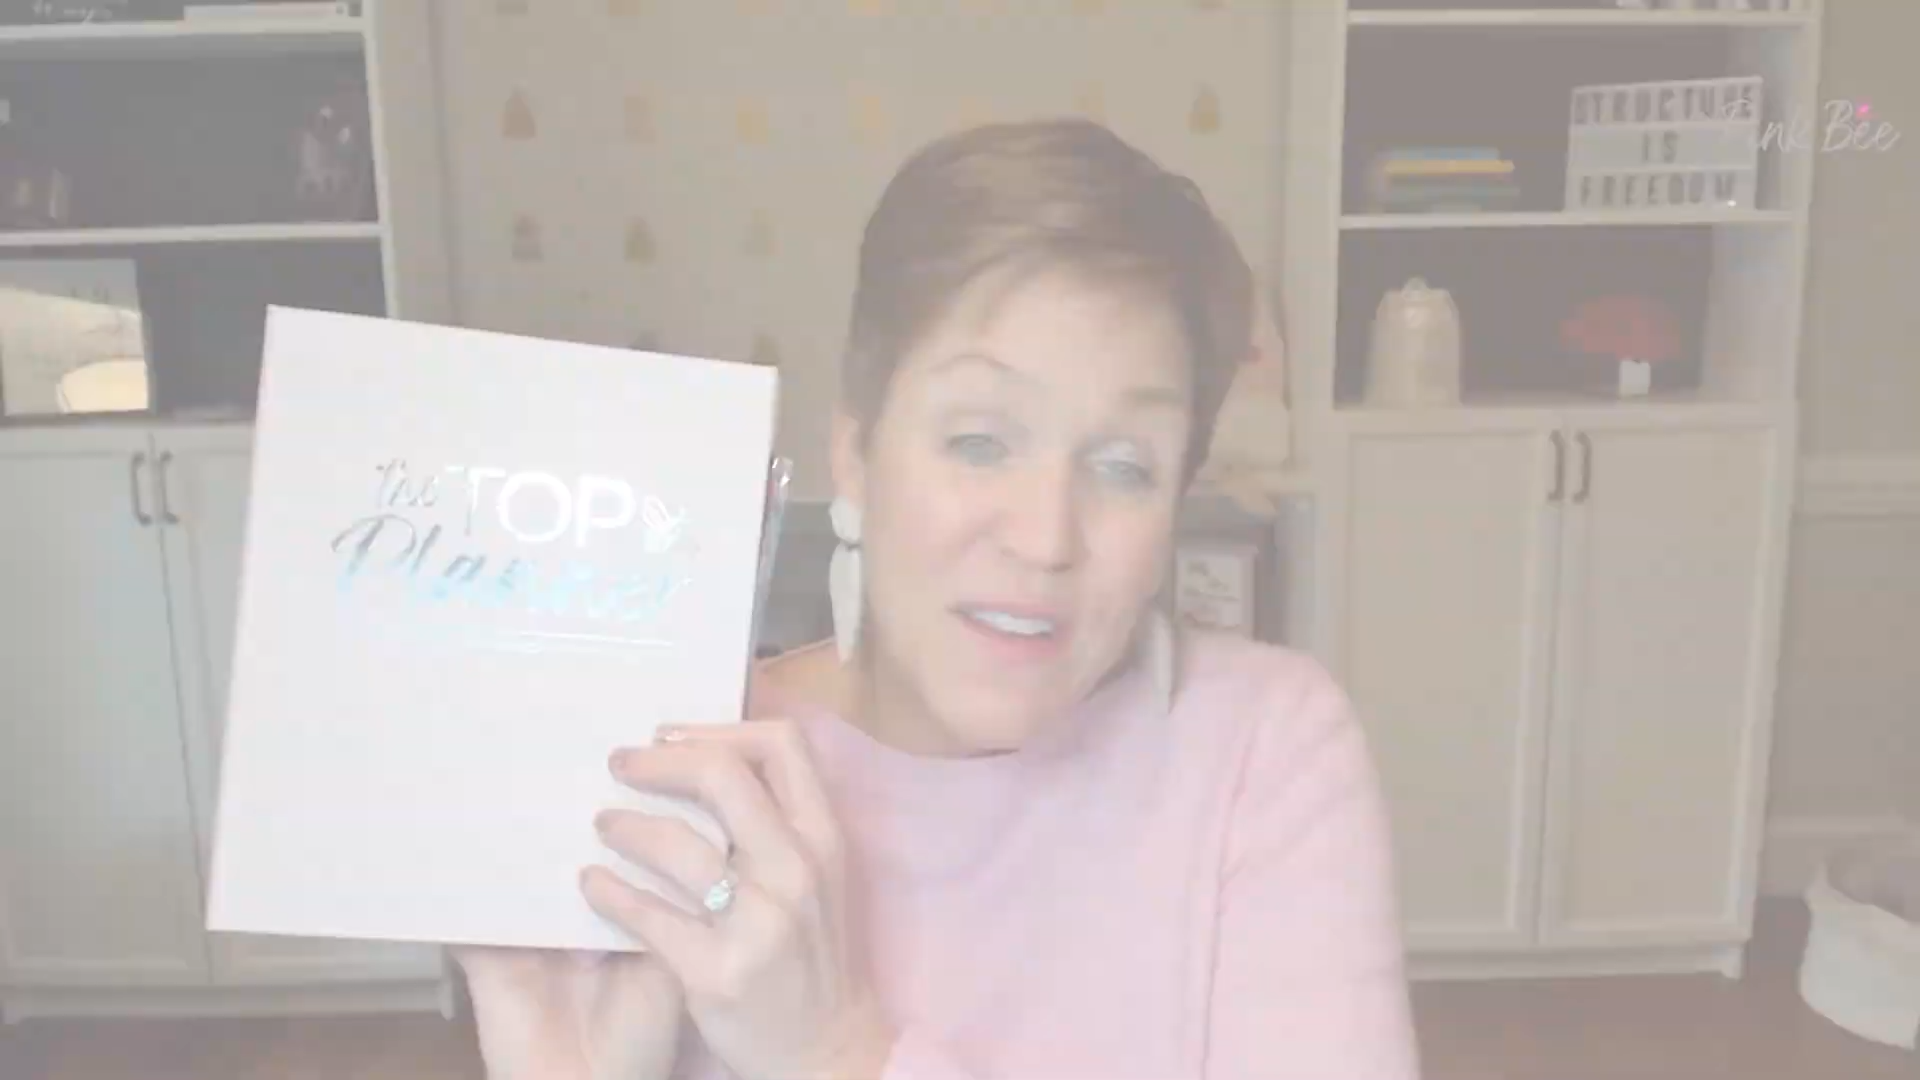 the TOP
Planner
STRUCTURE
IS
FREEDOM
Pink Bee